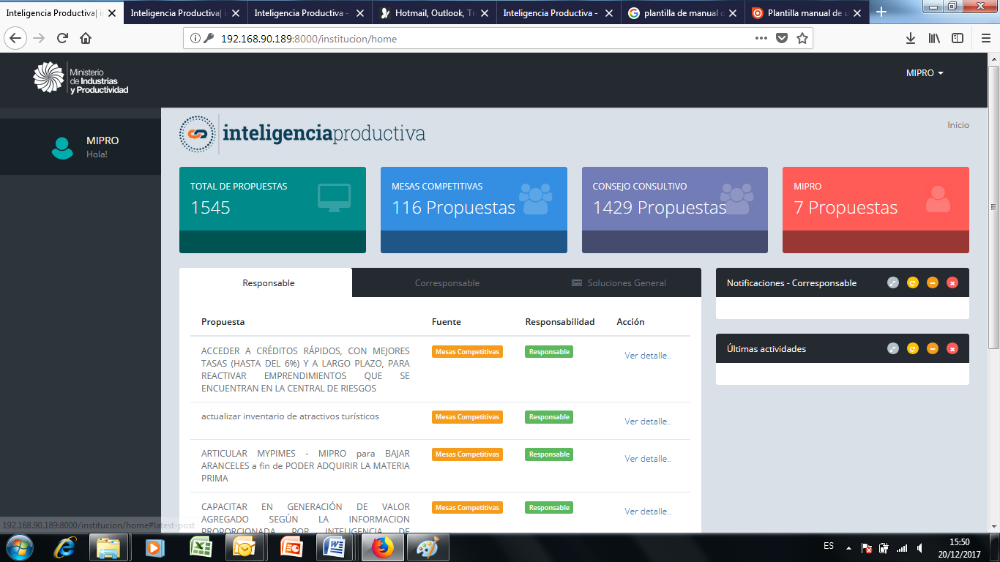 Inteligencia Productiva| i
Inteligencia Productiva| i
Inteligencia Productiva -
Hotmail, Outlook, Tr
Inteligencia Productiva -
plantilla de manual d
Plantilla manual de u
192.168.90.189:8000/institucion/home
Ministerio
de Industrias
y Productividad
MIPRO
MIPRO
Hola!
inteligenciaproductiva
Inicio
TOTAL DE PROPUESTAS
1545
MESAS COMPETITIVAS
116 Propuestas
CONSEJO CONSULTIVO
1429 Propuestas
MIPRO
7 Propuestas
Responsable
Corresponsable
Soluciones General
Propuesta Fuente Responsabilidad Acción
ACCEDER A CRÉDITOS RÁPIDOS, CON MEJORES
TASAS (HASTA DEL 6%) Y A LARGO PLAZO, PARA
REACTIVAR EMPRENDIMIENTOS QUE SE
ENCUENTRAN EN LA CENTRAL DE RIESGOS
Mesas Competitivas
Responsable
Ver detalle..
actualizar inventario de atractivos turísticos
Mesas Competitivas
Responsable
Ver detalle..
ARTICULAR MYPIMES - MIPRO para BAJAR
ARANCELES a fin de PODER ADQUIRIR LA MATERIA
PRIMA
Mesas Competitivas
Responsable
Ver detalle..
CAPACITAR EN GENERACIÓN DE VALOR
AGREGADO SEGÚN LA INFORMACION
PROPORCIONADA POR INTELIGENCIA DE
Mesas Competitivas
Responsable
Ver detalle..
Notificaciones - Corresponsable
Últimas actividades
192.168.90.189:8000/institucion/home#latest-post
ES
15:50
20/12/2017